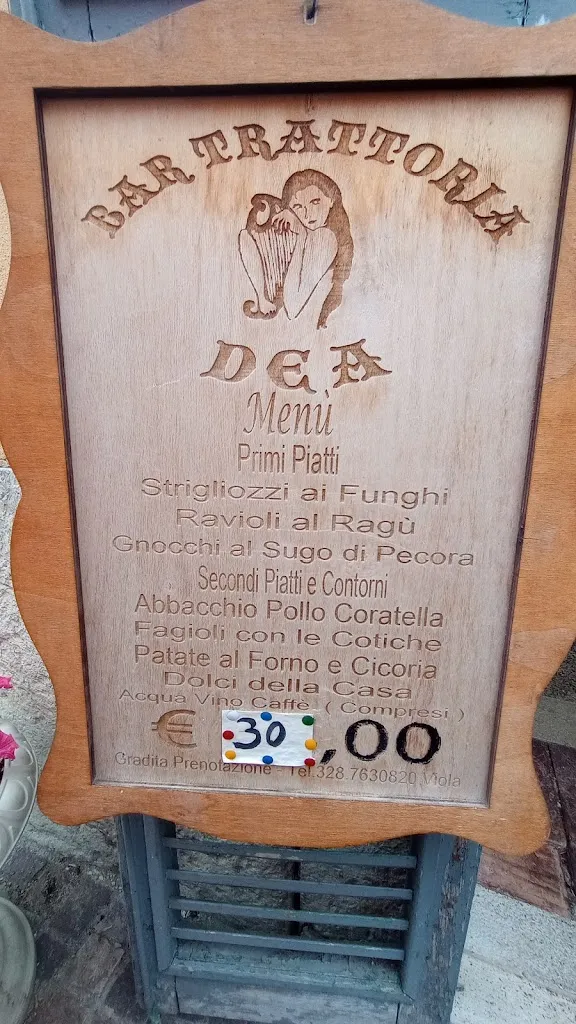 BAR TRATTORIA
DEA
Menù
Primi Piatti
Strigliozzi ai Funghi
Ravioli al Ragù
Gnocchi al Sugo di Pecora
Secondi Piatti e Contorni
Abbacchio Pollo Coratella
Fagioli con le Cotiche
Patate al Forno e Cicoria
Dolci della Casa
Acqua Vino Caffè ( Compresi )
€ 30,00
Gradita Prenotazione - Tel.328.7630820 Viola